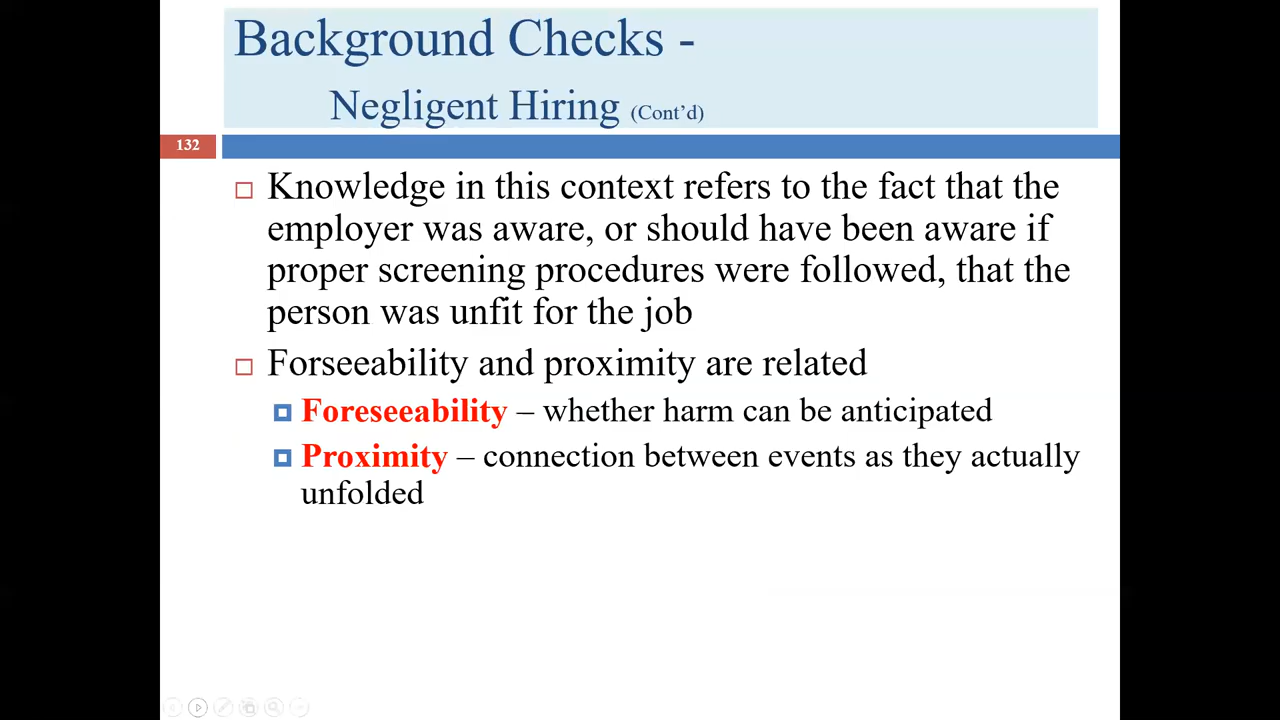 Background Checks -
Negligent Hiring (Cont’d)
132
Knowledge in this context refers to the fact that the
employer was aware, or should have been aware if
proper screening procedures were followed, that the
person was unfit for the job
Forseeability and proximity are related
Foreseeability – whether harm can be anticipated
Proximity – connection between events as they actually
unfolded